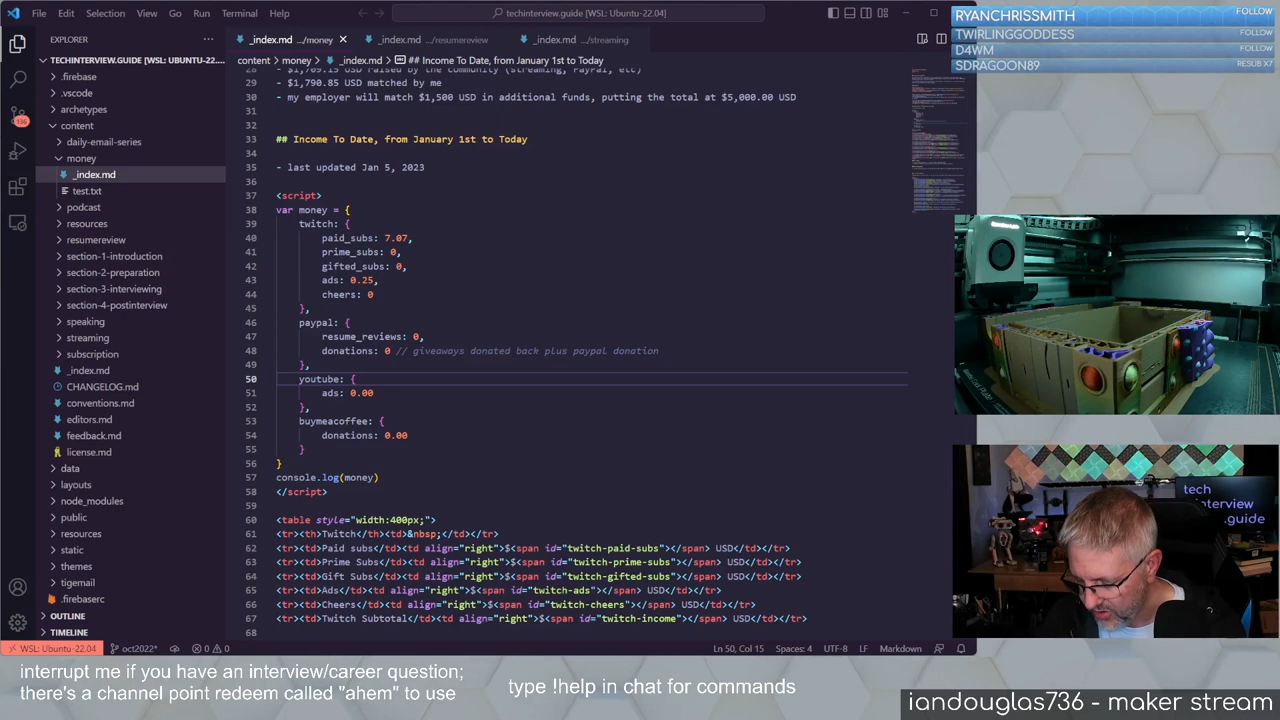 File Edit Selection View Go Run Terminal Help
techinterview.guide [WSL: Ubuntu-22.04]
EXPLORER
TECHINTERVIEW.GUIDE [WSL: UBUNTU-22....
.firebase
.vscode
archetypes
content
daily-email-series
money
_index.md
test.txt
podcast
resources
resumereview
section-1-introduction
section-2-preparation
section-3-interviewing
section-4-postinterview
speaking
streaming
subscription
_index.md
CHANGELOG.md
conventions.md
editors.md
feedback.md
license.md
data
layouts
node_modules
public
resources
static
themes
tigemail
.firebaserc
OUTLINE
TIMELINE
136
_index.md .../money
_index.md .../resumereview
_index.md .../streaming
content > money > _index.md > ## Income To Date, from January 1st to Today
29 - $1,790.85 USD matched by me
30 - my employer will match $1,500 USD of personal funds, putting our total at $5,000.00 USD
31
32
33 ## Income To Date, from January 1st to Today
34
35 - last updated Jan 4, 2023
36
37 <script>
38 var money = {
39 twitch: {
40 paid_subs: 7.07,
41 prime_subs: 0,
42 gifted_subs: 0,
43 ads: 0.25,
44 cheers: 0
45 },
46 paypal: {
47 resume_reviews: 0,
48 donations: 0 // giveaways donated back plus paypal donation
49 },
50 youtube: {
51 ads: 0.00
52 },
53 buymeacoffee: {
54 donations: 0.00
55 }
56 }
57 console.log(money)
58 </script>
59
60 <table style="width:400px;">
61 <tr><th>Twitch</th><td>&nbsp;</td></tr>
62 <tr><td>Paid subs</td><td align="right">$<span id="twitch-paid-subs"></span> USD</td></tr>
63 <tr><td>Prime Subs</td><td align="right">$<span id="twitch-prime-subs"></span> USD</td></tr>
64 <tr><td>Gift Subs</td><td align="right">$<span id="twitch-gifted-subs"></span> USD</td></tr>
65 <tr><td>Ads</td><td align="right">$<span id="twitch-ads"></span> USD</td></tr>
66 <tr><td>Cheers</td><td align="right">$<span id="twitch-cheers"></span> USD</td></tr>
67 <tr><td>Twitch Subtotal</td><td align="right">$<span id="twitch-income"></span> USD</td></tr>
68
WSL: Ubuntu-22.04 oct2022* 0 0
Ln 50, Col 15 Spaces: 4 UTF-8 LF Markdown
RYANCHRISSMITH FOLLOW
TWIRLINGGODDESS FOLLOW
D4WM FOLLOW
SDRAGOON89 RESUB X7
tech
interview
.guide
interrupt me if you have an interview/career question;
there's a channel point redeem called "ahem" to use
type !help in chat for commands
iandouglas736 - maker stream